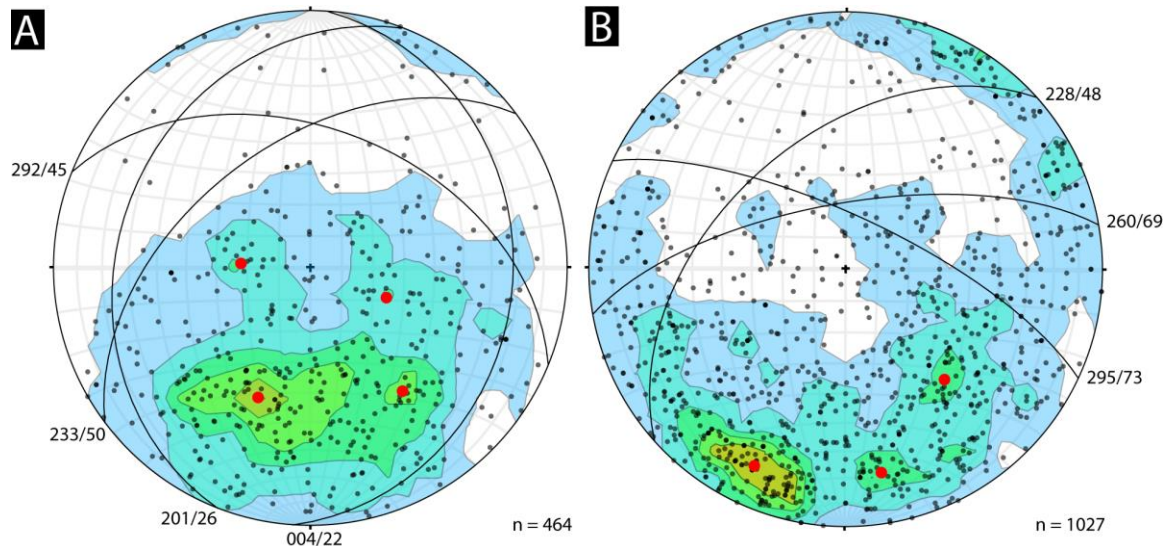 A
B
228/48
292/45
260/69
295/73
233/50
201/26
004/22
n = 464
n = 1027